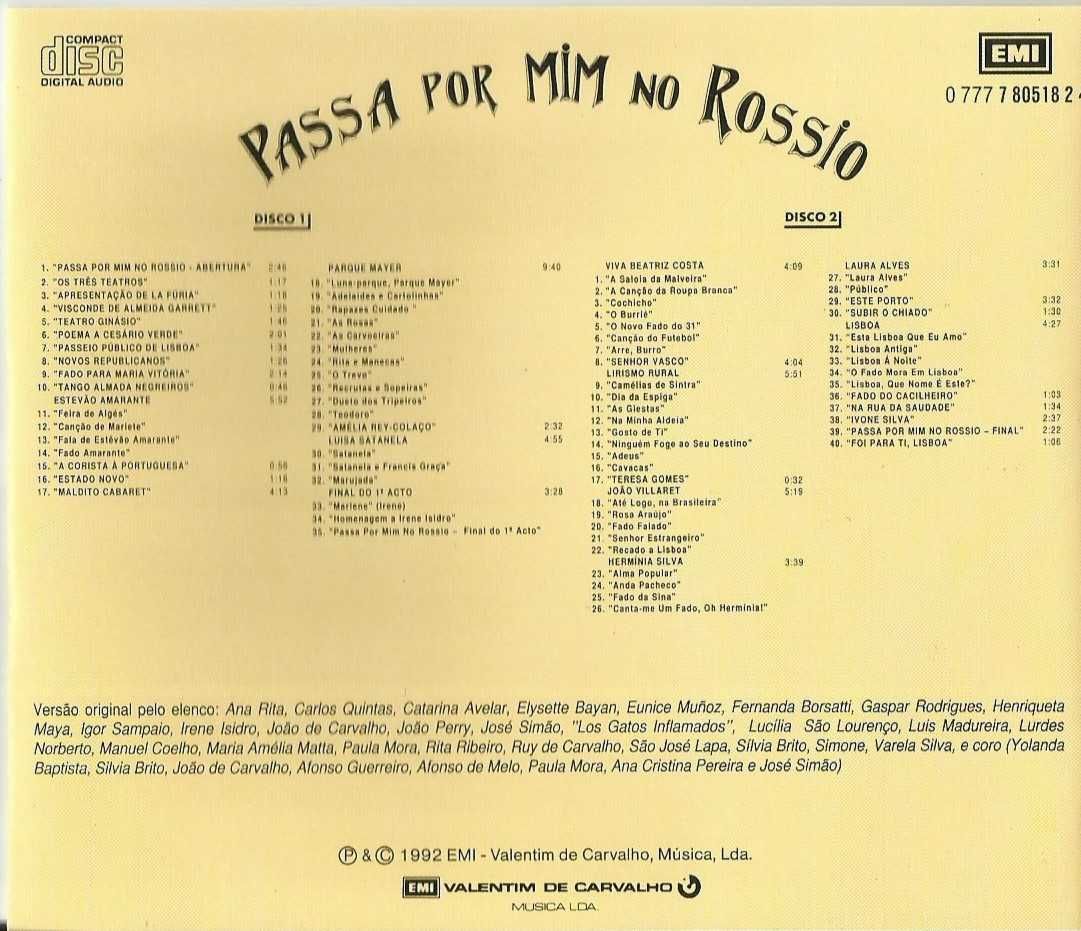 COMPACT
disc
DIGITAL AUDIO
EMI
0 777 7 80518 2
PASSA POR MiM NO ROSSiO
DISCO 1
1. "PASSA POR MIM NO ROSSIO - ABERTURA" 2:46
2. "OS TRÊS TEATROS" 1:17
3. "APRESENTAÇÃO DE LA FÚRIA" 1:18
4. "VISCONDE DE ALMEIDA GARRETT" 1:25
5. "TEATRO GINÁSIO" 1:46
6. "POEMA A CESÁRIO VERDE" 2:01
7. "PASSEIO PÚBLICO DE LISBOA" 1:34
8. "NOVOS REPUBLICANOS" 1:26
9. "FADO PARA MARIA VITÓRIA" 2:14
10. "TANGO ALMADA NEGREIROS" 0:46
ESTEVÃO AMARANTE 5:52
11. "Feira de Algés"
12. "Canção de Mariete"
13. "Fala de Estêvão Amarante"
14. "Fado Amarante"
15. "A CORISTA À PORTUGUESA" 0:56
16. "ESTADO NOVO" 1:18
17. "MALDITO CABARET" 4:13
PARQUE MAYER 9:40
18. "Luna-parque, Parque Mayer"
19. "Adelaides e Carlolinhas"
20. "Rapazes Cuidado"
21. "As Rosas"
22. "As Carvoeiras"
23. "Mulheres"
24. "Rita e Manecas"
25. "O Trevo"
26. "Recrutas e Sopeiras"
27. "Dueto dos Tripeiros"
28. "Teodoro"
29. "AMÉLIA REY-COLAÇO" 2:32
LUISA SATANELA 4:55
30. "Satanela"
31. "Satanela e Francis Graça"
32. "Marujada"
FINAL DO 1º ACTO 3:28
33. "Marlene" (Irene)
34. "Homenagem a Irene Isidro"
35. "Passa Por Mim No Rossio – Final do 1º Acto"
DISCO 2
VIVA BEATRIZ COSTA 4:09
1. "A Saloia da Malveira"
2. "A Canção da Roupa Branca"
3. "Cochicho"
4. "O Burrié"
5. "O Novo Fado do 31"
6. "Canção do Futebol"
7. "Arre, Burro"
8. "SENHOR VASCO" 4:04
LIRISMO RURAL 5:51
9. "Camélias de Sintra"
10. "Dia da Espiga"
11. "As Giestas"
12. "Na Minha Aldeia"
13. "Gosto de Ti"
14. "Ninguém Foge ao Seu Destino"
15. "Adeus"
16. "Cavacas"
17. "TERESA GOMES" 0:32
JOÃO VILLARET 5:19
18. "Até Logo, na Brasileira"
19. "Rosa Araújo"
20. "Fado Falado"
21. "Senhor Estrangeiro"
22. "Recado a Lisboa"
HERMÍNIA SILVA 3:39
23. "Alma Popular"
24. "Anda Pacheco"
25. "Fado da Sina"
26. "Canta-me Um Fado, Oh Hermínia!"
LAURA ALVES 3:31
27. "Laura Alves"
28. "Público"
29. "ESTE PORTO" 3:32
30. "SUBIR O CHIADO" 1:30
LISBOA 4:27
31. "Esta Lisboa Que Eu Amo"
32. "Lisboa Antiga"
33. "Lisboa À Noite"
34. "O Fado Mora Em Lisboa"
35. "Lisboa, Que Nome É Este?"
36. "FADO DO CACILHEIRO" 1:03
37. "NA RUA DA SAUDADE" 1:34
38. "IVONE SILVA" 2:37
39. "PASSA POR MIM NO ROSSIO – FINAL" 2:22
40. "FOI PARA TI, LISBOA" 1:06
Versão original pelo elenco: Ana Rita, Carlos Quintas, Catarina Avelar, Elysette Bayan, Eunice Muñoz, Fernanda Borsatti, Gaspar Rodrigues, Henriqueta
Maya, Igor Sampaio, Irene Isidro, João de Carvalho, João Perry, José Simão, "Los Gatos Inflamados", Lucília São Lourenço, Luis Madureira, Lurdes
Norberto, Manuel Coelho, Maria Amélia Matta, Paula Mora, Rita Ribeiro, Ruy de Carvalho, São José Lapa, Sílvia Brito, Simone, Varela Silva, e coro (Yolanda
Baptista, Silvia Brito, João de Carvalho, Afonso Guerreiro, Afonso de Melo, Paula Mora, Ana Cristina Pereira e José Simão)
Ⓟ & © 1992 EMI - Valentim de Carvalho, Música, Lda.
EMI VALENTIM DE CARVALHO
MUSICA LDA.